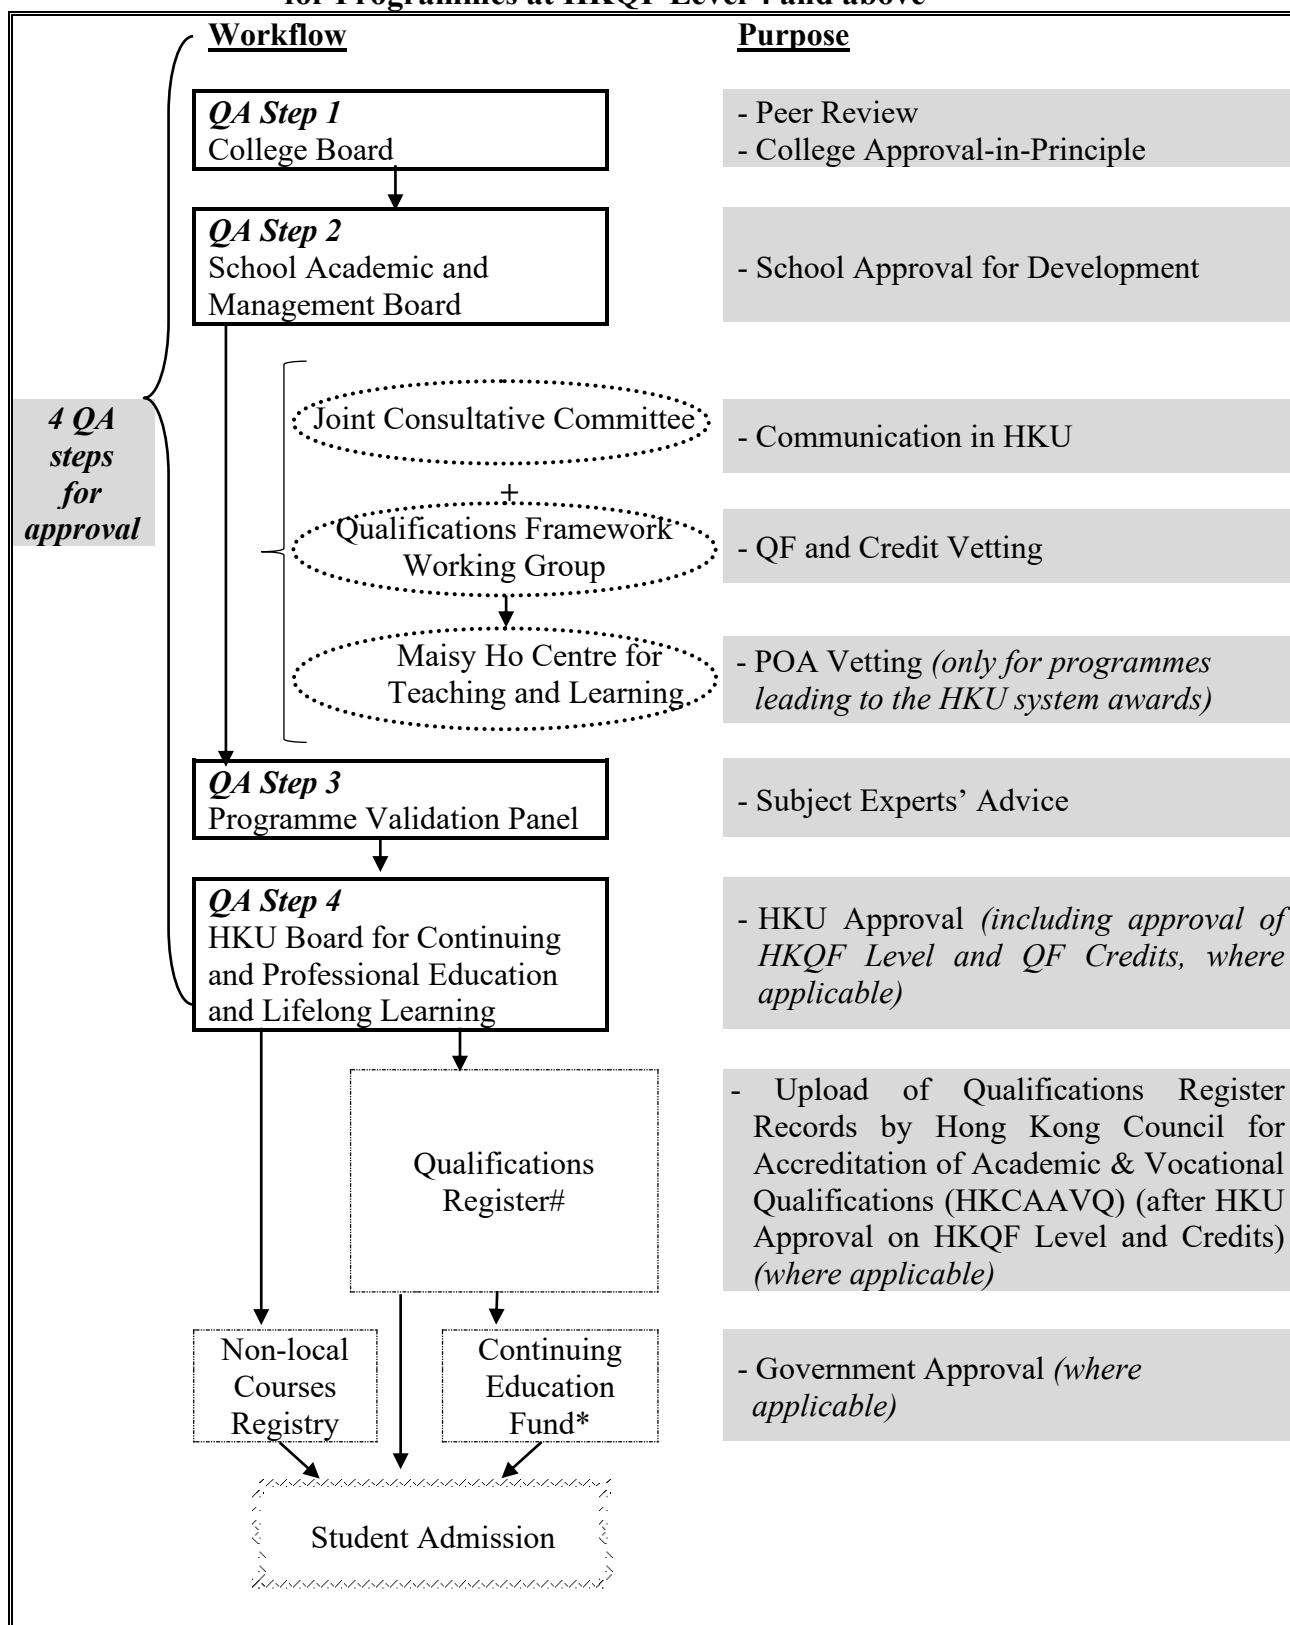 for Programmes at HKQF Level 4 and above
Workflow
Purpose
QA Step 1
College Board
- Peer Review
- College Approval-in-Principle
QA Step 2
School Academic and
Management Board
- School Approval for Development
4 QA
steps
for
approval
Joint Consultative Committee
- Communication in HKU
+
Qualifications Framework
Working Group
- QF and Credit Vetting
Maisy Ho Centre for
Teaching and Learning
- POA Vetting (only for programmes
leading to the HKU system awards)
QA Step 3
Programme Validation Panel
- Subject Experts’ Advice
QA Step 4
HKU Board for Continuing
and Professional Education
and Lifelong Learning
- HKU Approval (including approval of
HKQF Level and QF Credits, where
applicable)
Qualifications
Register#
- Upload of Qualifications Register
Records by Hong Kong Council for
Accreditation of Academic & Vocational
Qualifications (HKCAAVQ) (after HKU
Approval on HKQF Level and Credits)
(where applicable)
Non-local
Courses
Registry
Continuing
Education
Fund*
- Government Approval (where
applicable)
Student Admission